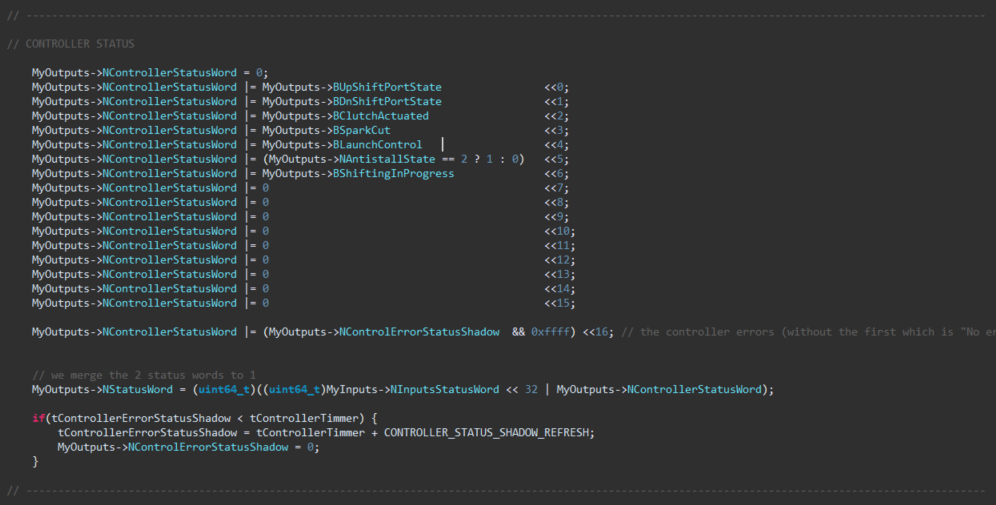 // ----------------------------------------------------------------------------------------------------------------------------------------------------
// CONTROLLER STATUS
MyOutputs->NControllerStatusWord = 0;
MyOutputs->NControllerStatusWord |= MyOutputs->BUpShiftPortState <<0;
MyOutputs->NControllerStatusWord |= MyOutputs->BDnShiftPortState <<1;
MyOutputs->NControllerStatusWord |= MyOutputs->BClutchActuated <<2;
MyOutputs->NControllerStatusWord |= MyOutputs->BSparkCut <<3;
MyOutputs->NControllerStatusWord |= MyOutputs->BLaunchControl <<4;
MyOutputs->NControllerStatusWord |= (MyOutputs->NAntistallState == 2 ? 1 : 0) <<5;
MyOutputs->NControllerStatusWord |= MyOutputs->BShiftingInProgress <<6;
MyOutputs->NControllerStatusWord |= 0 <<7;
MyOutputs->NControllerStatusWord |= 0 <<8;
MyOutputs->NControllerStatusWord |= 0 <<9;
MyOutputs->NControllerStatusWord |= 0 <<10;
MyOutputs->NControllerStatusWord |= 0 <<11;
MyOutputs->NControllerStatusWord |= 0 <<12;
MyOutputs->NControllerStatusWord |= 0 <<13;
MyOutputs->NControllerStatusWord |= 0 <<14;
MyOutputs->NControllerStatusWord |= 0 <<15;
MyOutputs->NControllerStatusWord |= (MyOutputs->NControlErrorStatusShadow && 0xffff) <<16; // the controller errors (without the first which is "No er
// we merge the 2 status words to 1
MyOutputs->NStatusWord = (uint64_t)((uint64_t)MyInputs->NInputsStatusWord << 32 | MyOutputs->NControllerStatusWord);
if(tControllerErrorStatusShadow < tControllerTimmer) {
tControllerErrorStatusShadow = tControllerTimmer + CONTROLLER_STATUS_SHADOW_REFRESH;
MyOutputs->NControlErrorStatusShadow = 0;
}
// ----------------------------------------------------------------------------------------------------------------------------------------------------